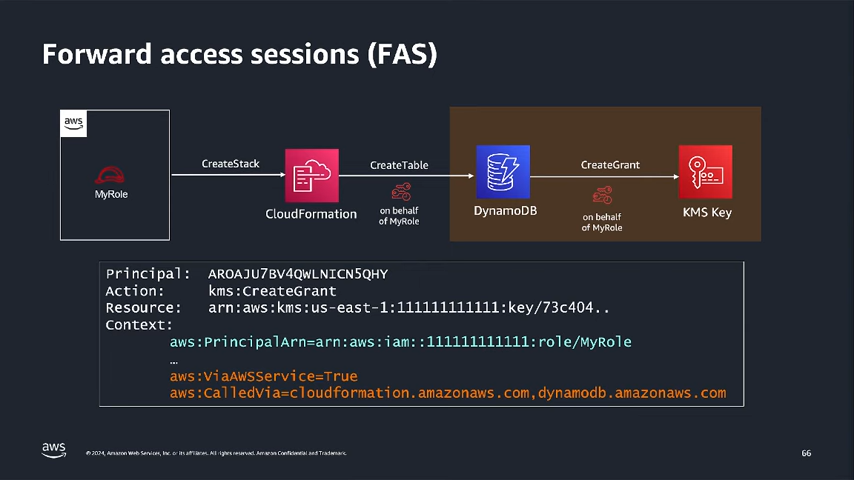 Forward access sessions (FAS)
aws
MyRole
CreateStack
CloudFormation
CreateTable
on behalf
of MyRole
DynamoDB
CreateGrant
on behalf
of MyRole
KMS Key
Principal: AROAJU7BV4QWLNICN5QHY
Action: kms:CreateGrant
Resource: arn:aws:kms:us-east-1:111111111111:key/73c404..
Context:
aws:PrincipalArn=arn:aws:iam::111111111111:role/MyRole
…
aws:ViaAWSService=True
aws:CalledVia=cloudformation.amazonaws.com,dynamodb.amazonaws.com
aws
© 2024, Amazon Web Services, Inc. or its affiliates. All rights reserved. Amazon Confidential and Trademark.
66